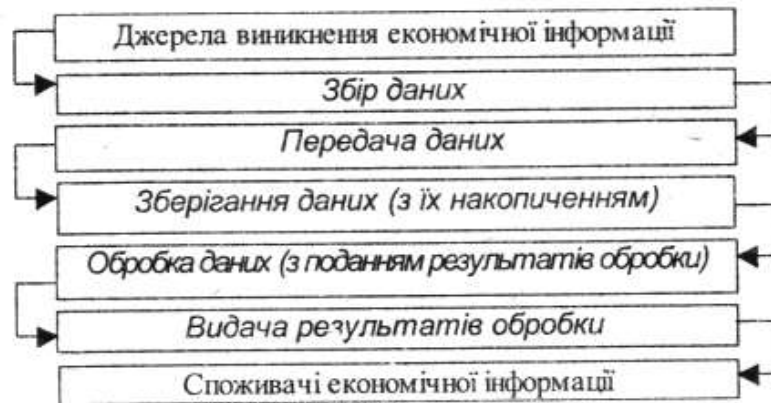 Джерела виникнення економічної інформації
Збір даних
Передача даних
Зберігання даних (з їх накопиченням)
Обробка даних (з поданням результатів обробки)
Видача результатів обробки
Споживачі економічної інформації